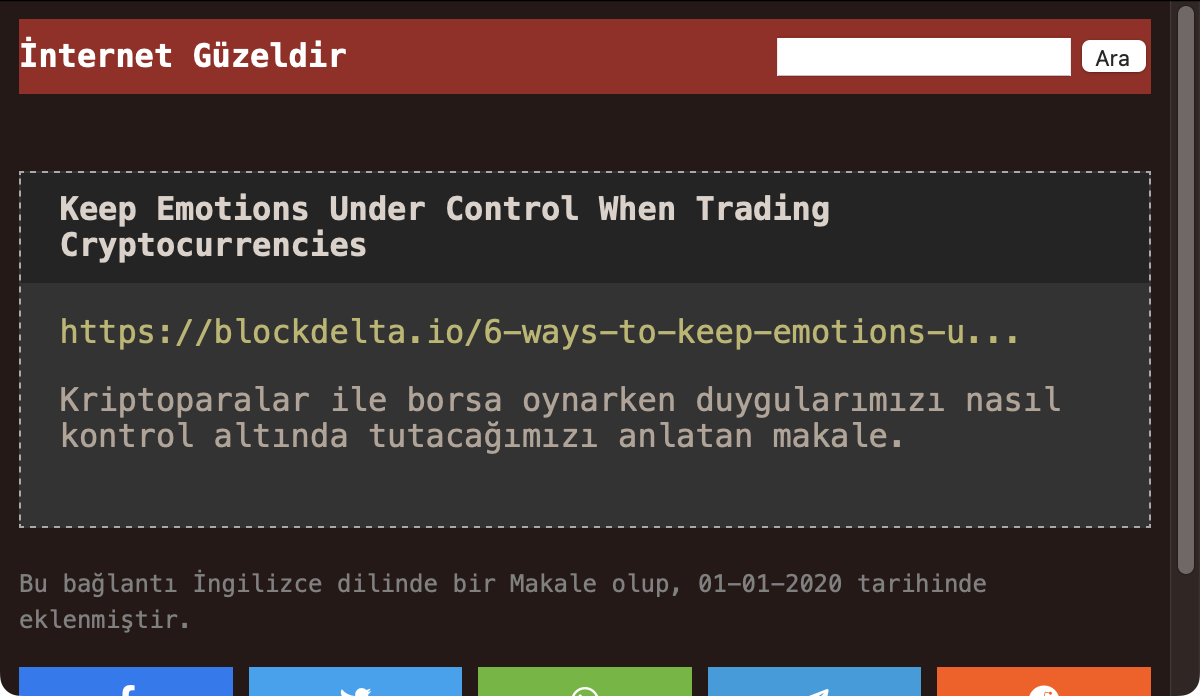 İnternet Güzeldir
Ara
Keep Emotions Under Control When Trading
Cryptocurrencies
https://blockdelta.io/6-ways-to-keep-emotions-u...
Kriptoparalar ile borsa oynarken duygularımızı nasıl
kontrol altında tutacağımızı anlatan makale.
Bu bağlantı İngilizce dilinde bir Makale olup, 01-01-2020 tarihinde
eklenmiştir.